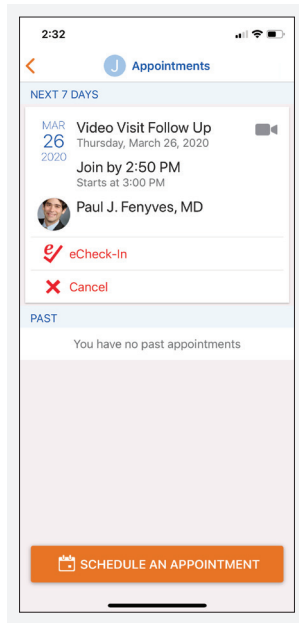 2:32
J Appointments
NEXT 7 DAYS
MAR
26
2020
Video Visit Follow Up
Thursday, March 26, 2020
Join by 2:50 PM
Starts at 3:00 PM
Paul J. Fenyves, MD
eCheck-In
Cancel
PAST
You have no past appointments
SCHEDULE AN APPOINTMENT